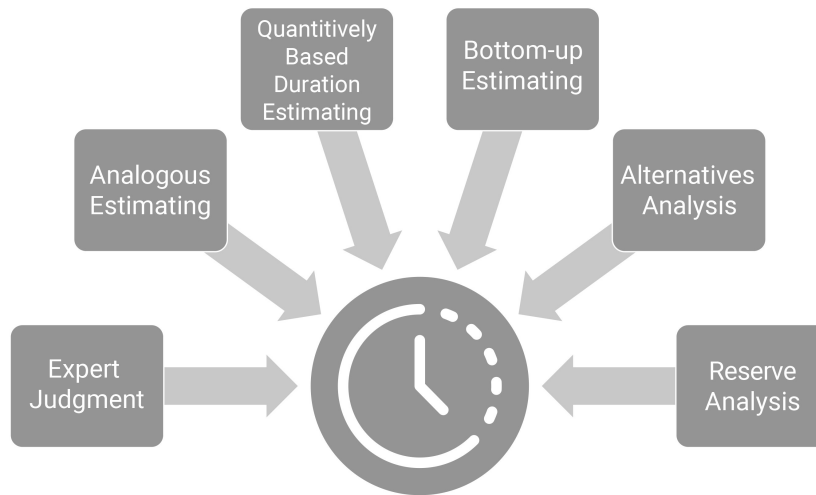 Quantitively
Based
Duration
Estimating
Bottom-up
Estimating
Analogous
Estimating
Alternatives
Analysis
Expert
Judgment
Reserve
Analysis